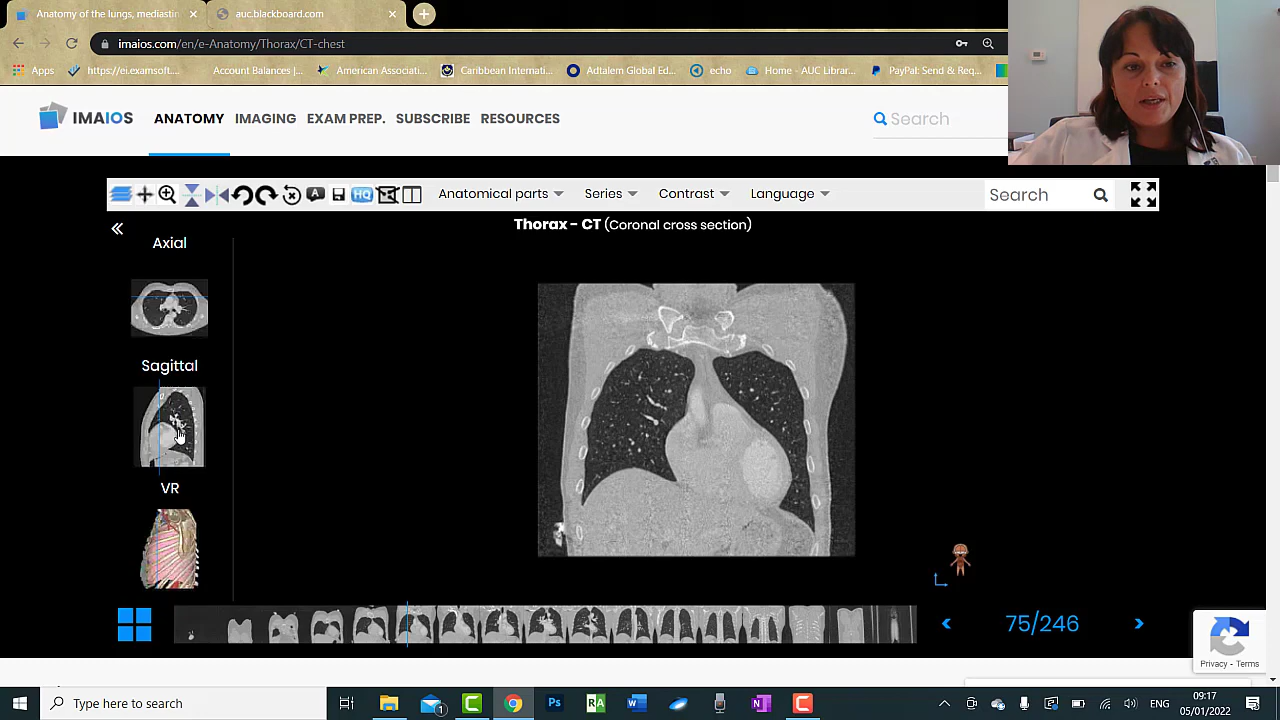 Anatomy of the lungs, mediastin
auc.blackboard.com
imaios.com/en/e-Anatomy/Thorax/CT-chest
Apps
https://ei.examsoft....
Account Balances |...
American Associati...
Caribbean Internati...
Adtalem Global Ed...
echo
Home - AUC Librar...
PayPal: Send & Req...
IMAIOS
ANATOMY
IMAGING
EXAM PREP.
SUBSCRIBE
RESOURCES
Search
A
HQ
Anatomical parts
Series
Contrast
Language
Search
Thorax - CT (Coronal cross section)
Axial
Sagittal
VR
75/246
Privacy - Terms
Type here to search
Ps
RA
W
N
C
ENG
09:17
05/01/2022